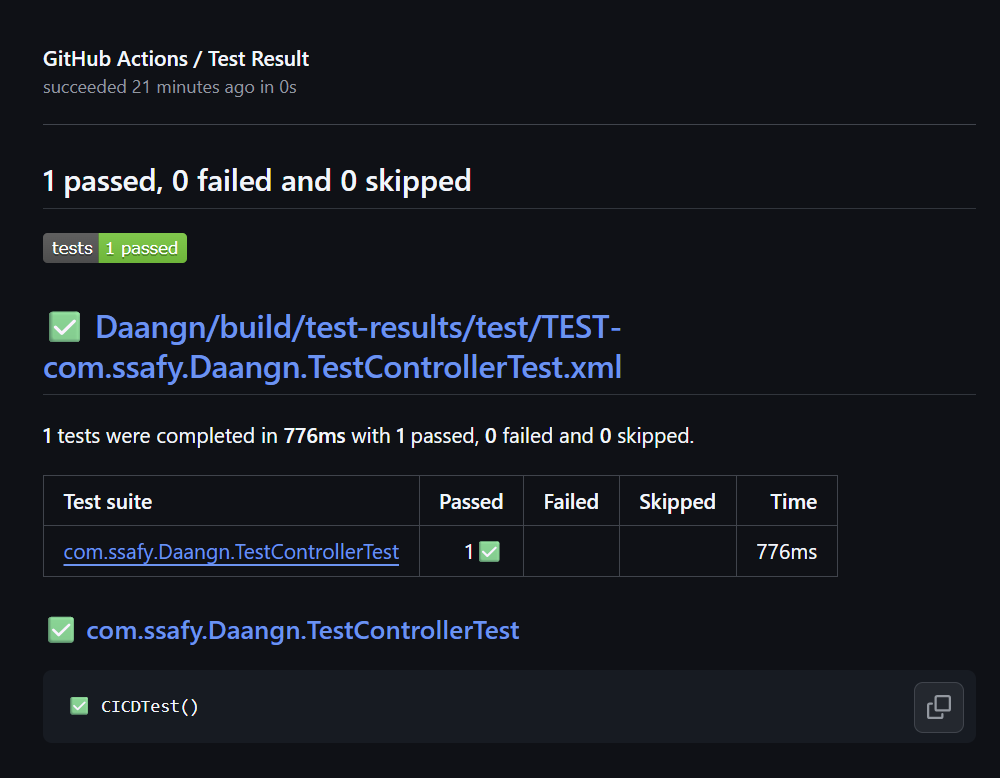 GitHub Actions / Test Result
succeeded 21 minutes ago in 0s
1 passed, 0 failed and 0 skipped
tests 1 passed
Daangn/build/test-results/test/TEST-
com.ssafy.Daangn.TestControllerTest.xml
1 tests were completed in 776ms with 1 passed, 0 failed and 0 skipped.
Test suite Passed Failed Skipped Time
com.ssafy.Daangn.TestControllerTest 1 776ms
com.ssafy.Daangn.TestControllerTest
CICDTest()